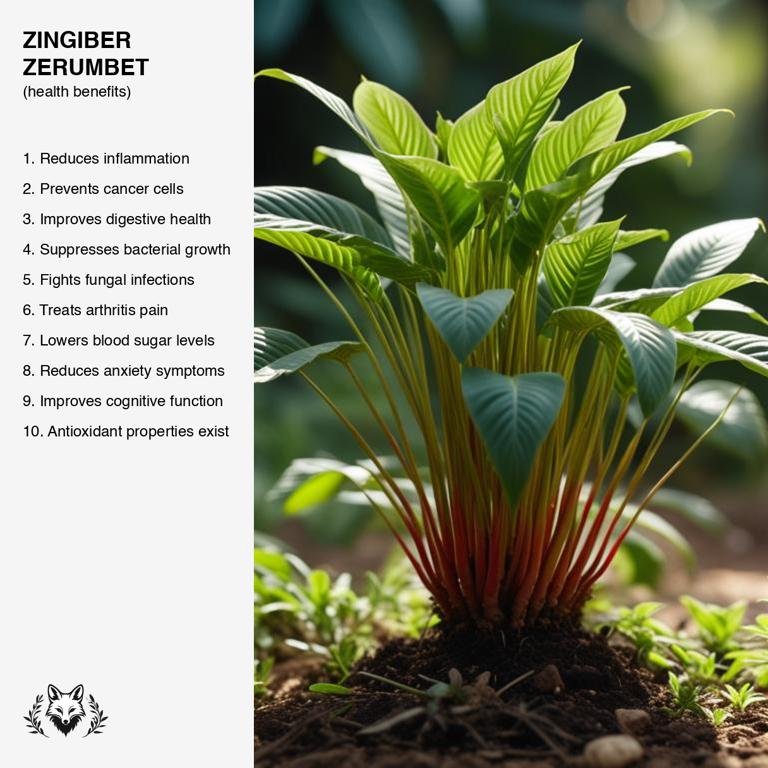 ZINGIBER
ZERUMBET
(health benefits)
1. Reduces inflammation
2. Prevents cancer cells
3. Improves digestive health
4. Suppresses bacterial growth
5. Fights fungal infections
6. Treats arthritis pain
7. Lowers blood sugar levels
8. Reduces anxiety symptoms
9. Improves cognitive function
10. Antioxidant properties exist